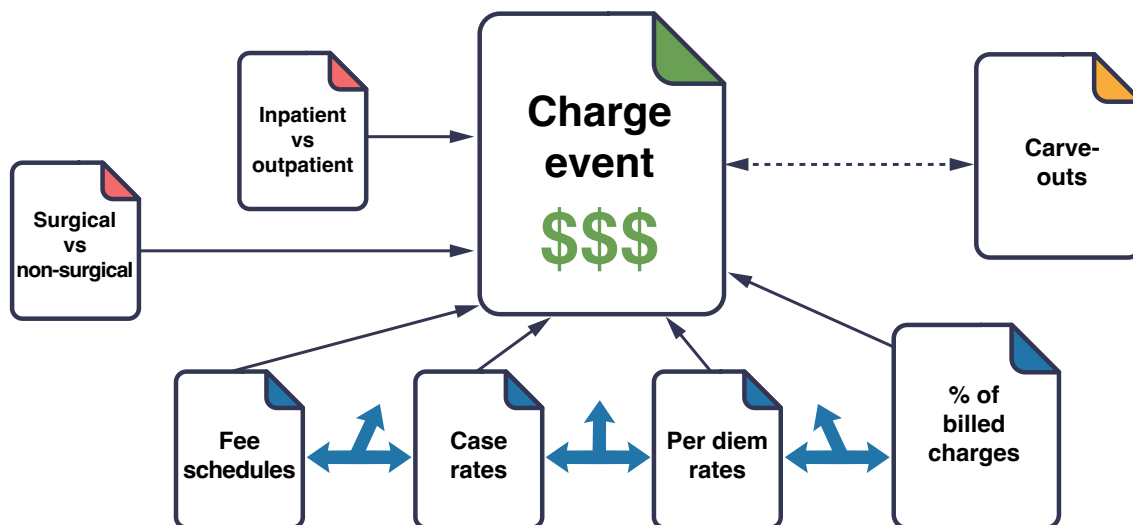 Inpatient
vs
outpatient
Surgical
vs
non-surgical
Charge
event
$$$
Carve-
outs
Fee
schedules
Case
rates
Per diem
rates
% of
billed
charges